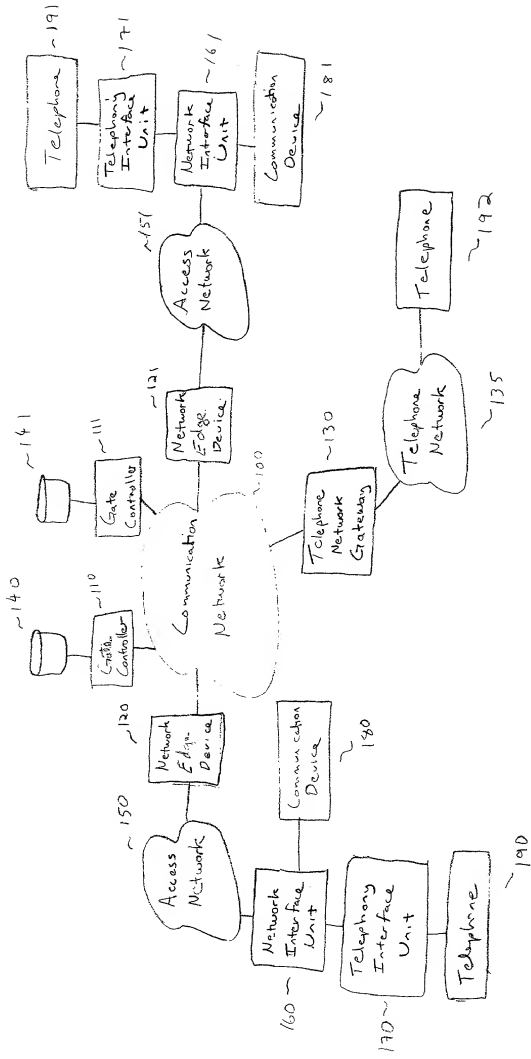 Telephone
~191
Telephony
Interface
Unit
~171
Network
Interface
Unit
~161
Communication
Device
~181
~151
Access
Network
~121
Network
Edge
Device
~141
~111
Gate
Controller
~100
Communication
Network
~140
~110
Gate
Controller
~120
Network
Edge
Device
~150
Access
Network
Telephone
Network
Gateway
~130
Telephone
Network
~135
Telephone
~192
Communication
Device
~180
Network
Interface
Unit
160~
Telephony
Interface
Unit
170~
Telephone
~190